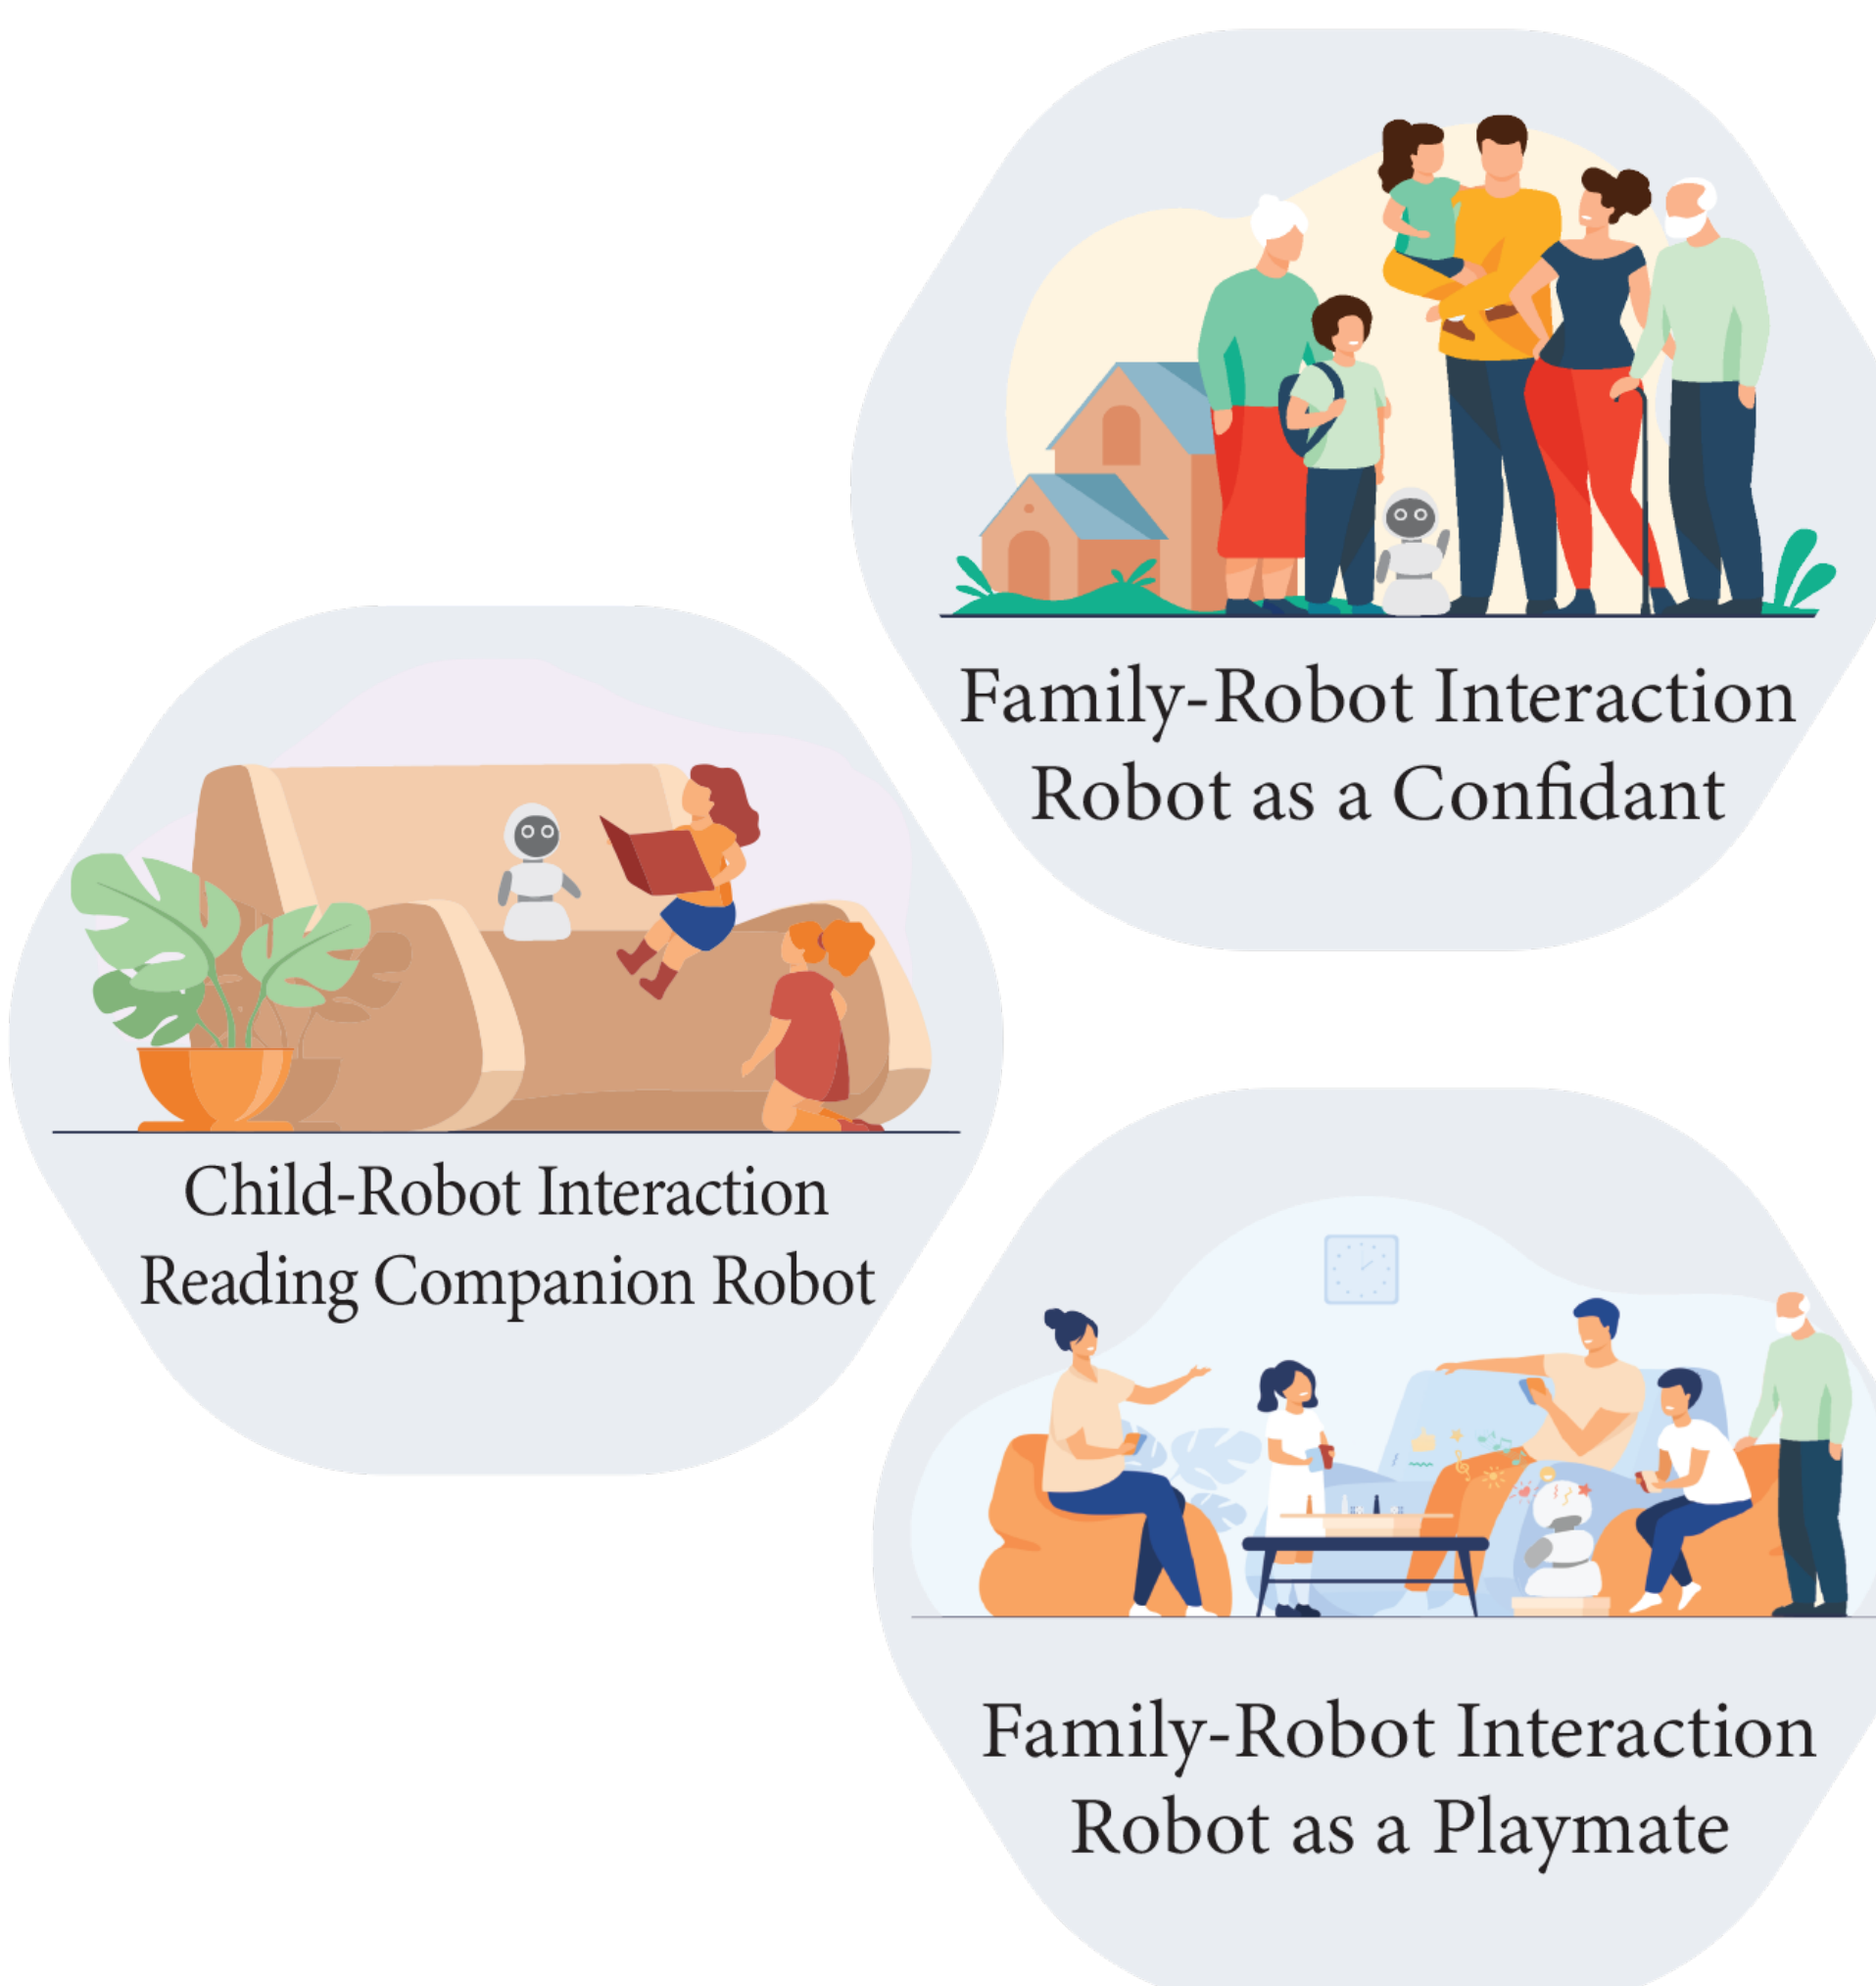 Family-Robot Interaction
Robot as a Confidant
Child-Robot Interaction
Reading Companion Robot
Family-Robot Interaction
Robot as a Playmate